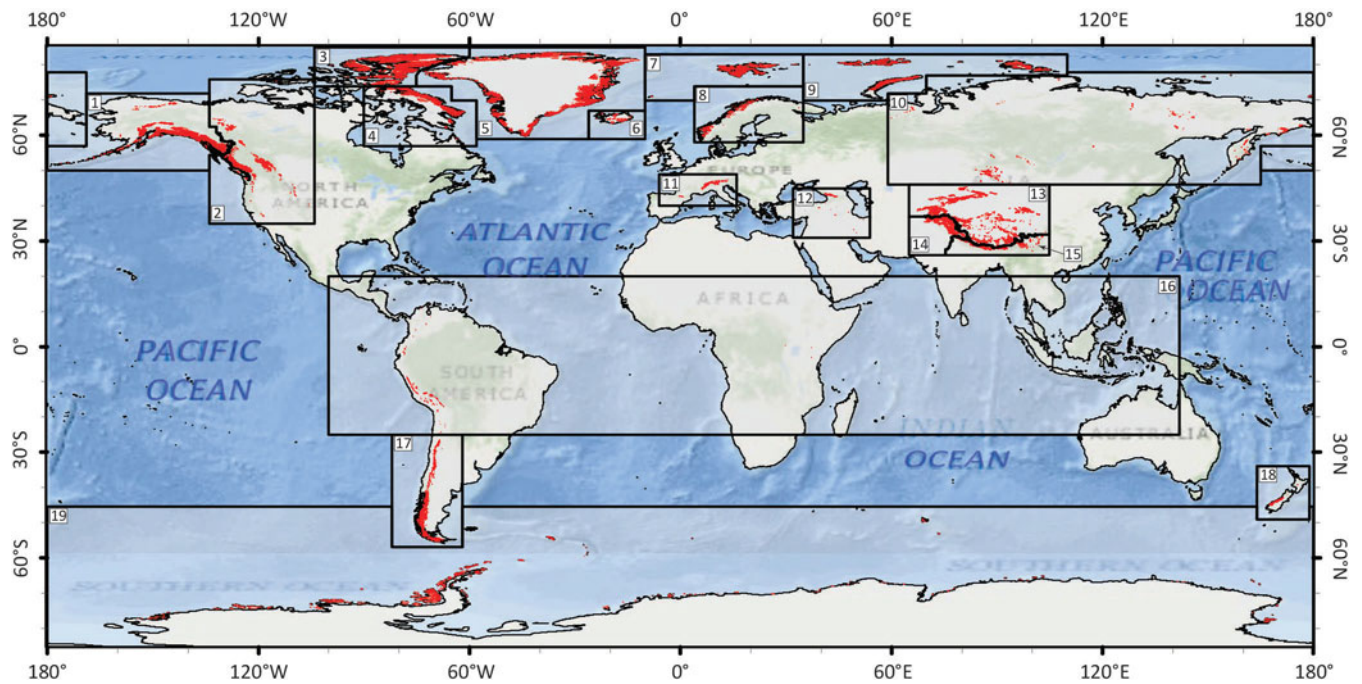 180° 120°W 60°W 0° 60°E 120°E 180°
ARCTIC OCEAN
3
7
1
8
9
10
60°N 60°N
4
5
6
EUROPE
ASIA
NORTH
AMERICA
11
12
13
2
30°N 30°S
ATLANTIC
OCEAN
14
15
PACIFIC
OCEAN
16
AFRICA
0° 0°
PACIFIC
OCEAN
SOUTH
AMERICA
30°S 30°N
17
INDIAN
OCEAN
AUSTRALIA
18
19
60°S 60°N
SOUTHERN OCEAN SOUTHERN OCEAN
180° 120°W 60°W 0° 60°E 120°E 180°